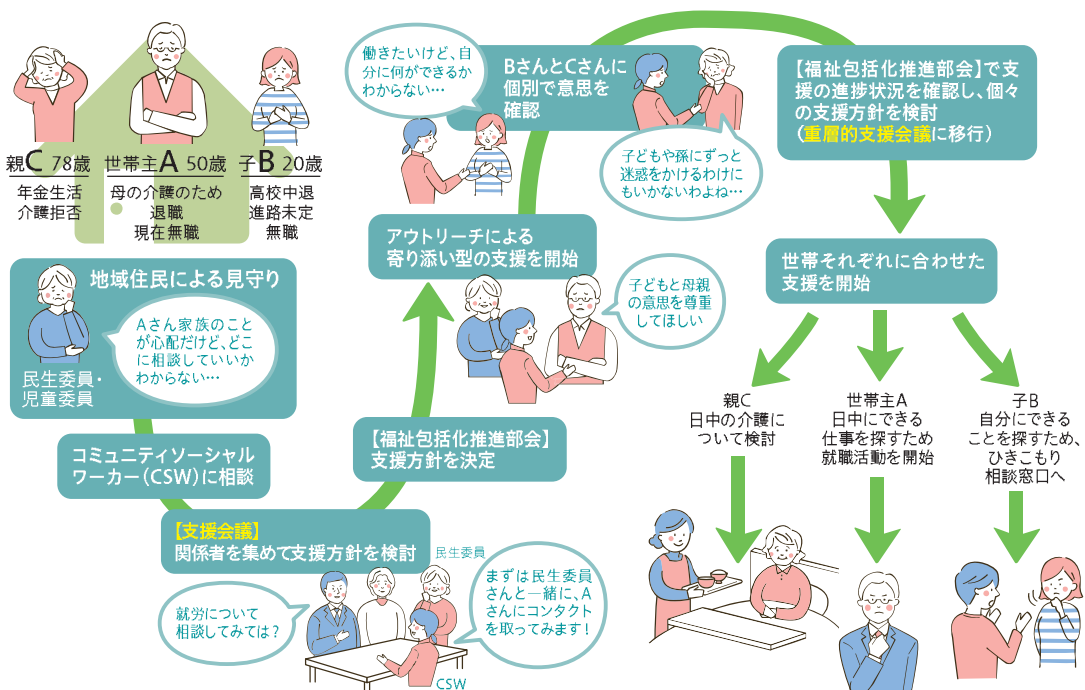 親C 78歳
年金生活
介護拒否
世帯主A 50歳
母の介護のため
退職
現在無職
子B 20歳
高校中退
進路未定
無職
地域住民による見守り
Aさん家族のこと
が心配だけど、どこ
に相談していいか
わからない…
民生委員・
児童委員
コミュニティソーシャル
ワーカー(CSW)に相談
【支援会議】
関係者を集めて支援方針を検討
民生委員
就労について
相談してみては?
まずは民生委員
さんと一緒に、A
さんにコンタクト
を取ってみます!
CSW
【福祉包括化推進部会】
支援方針を決定
アウトリーチによる
寄り添い型の支援を開始
子どもと母親
の意思を尊重
してほしい
働きたいけど、自
分に何ができるか
わからない…
BさんとCさんに
個別で意思を
確認
子どもや孫にずっと
迷惑をかけるわけに
もいかないわよね…
【福祉包括化推進部会】で支
援の進捗状況を確認し、個々
の支援方針を検討
(重層的支援会議に移行)
世帯それぞれに合わせた
支援を開始
親C
日中の介護に
ついて検討
世帯主A
日中にできる
仕事を探すため
就職活動を開始
子B
自分にできる
ことを探すため、
ひきこもり
相談窓口へ